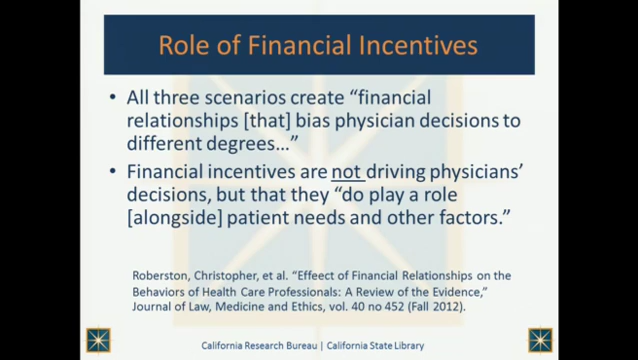 Role of Financial Incentives
• All three scenarios create “financial
relationships [that] bias physician decisions to
different degrees…”
• Financial incentives are not driving physicians’
decisions, but that they “do play a role
[alongside] patient needs and other factors.”
Roberston, Christopher, et al. “Effeect of Financial Relationships on the
Behaviors of Health Care Professionals: A Review of the Evidence,”
Journal of Law, Medicine and Ethics, vol. 40 no 452 (Fall 2012).
California Research Bureau | California State Library